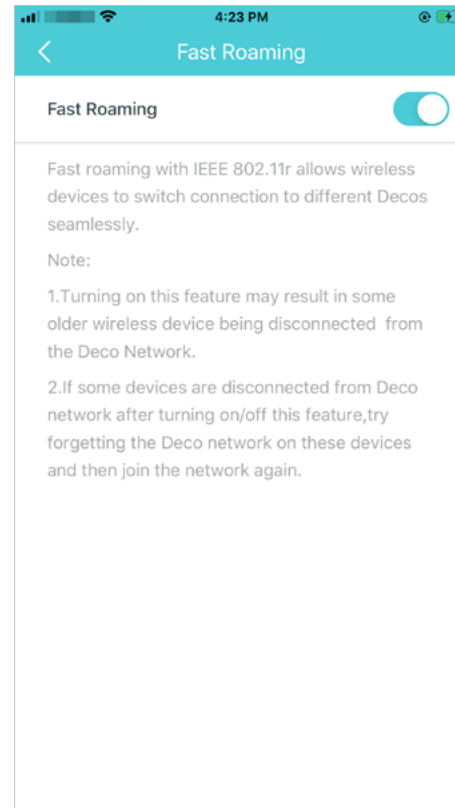 4:23 PM
Fast Roaming
Fast Roaming
Fast roaming with IEEE 802.11r allows wireless
devices to switch connection to different Decos
seamlessly.
Note:
1.Turning on this feature may result in some
older wireless device being disconnected from
the Deco Network.
2.If some devices are disconnected from Deco
network after turning on/off this feature,try
forgetting the Deco network on these devices
and then join the network again.